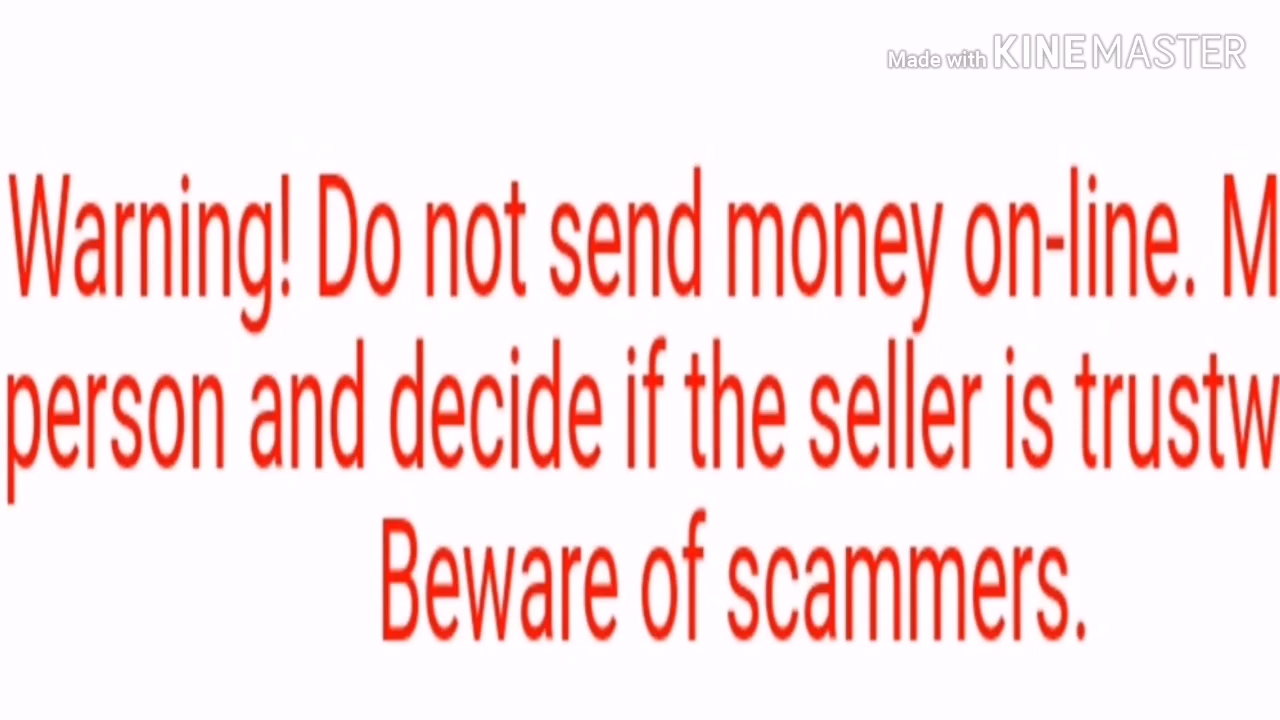 Made with KINEMASTER
Warning! Do not send money on-line. M
person and decide if the seller is trustw
Beware of scammers.